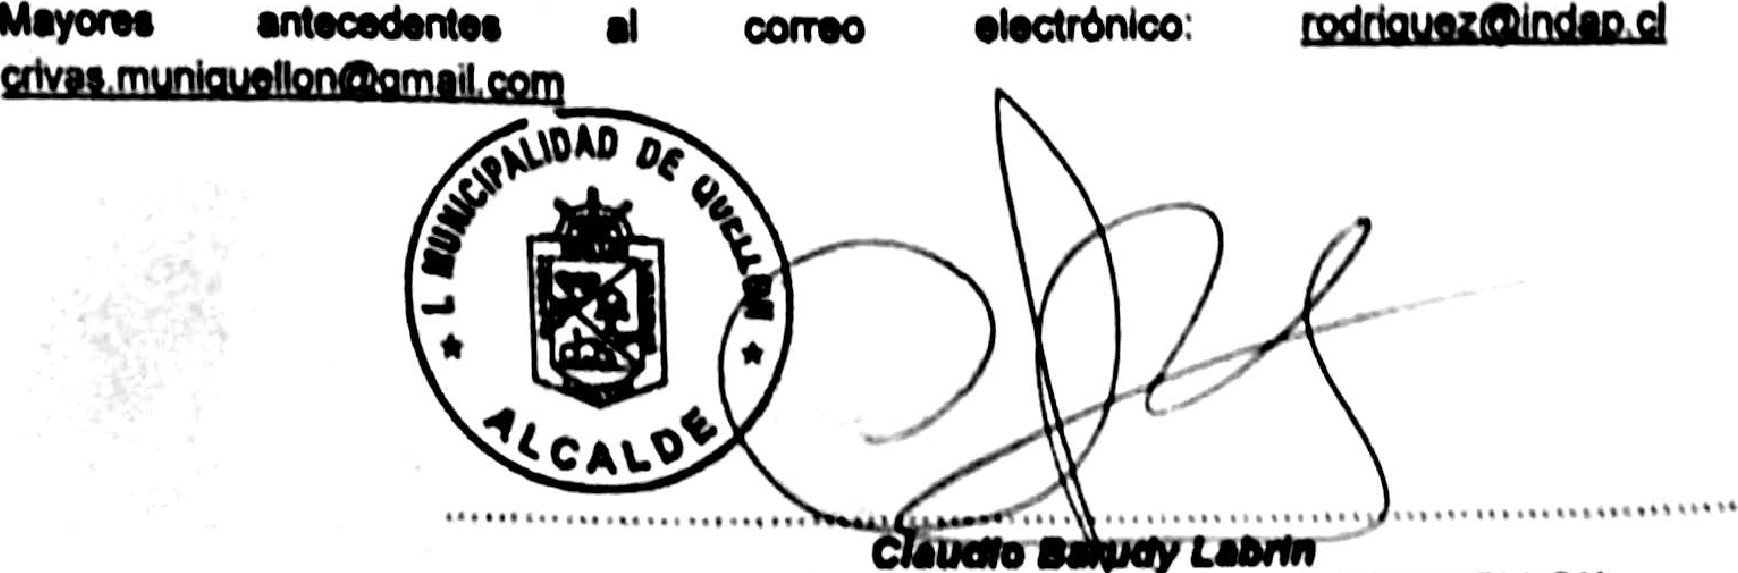 Mayores antecedentes al correo electrónico: rodriguez@indap.cl
crivas.muniquellon@gmail.com
I. MUNICIPALIDAD DE QUELLON
ALCALDE
Claudio Barudy Labrin